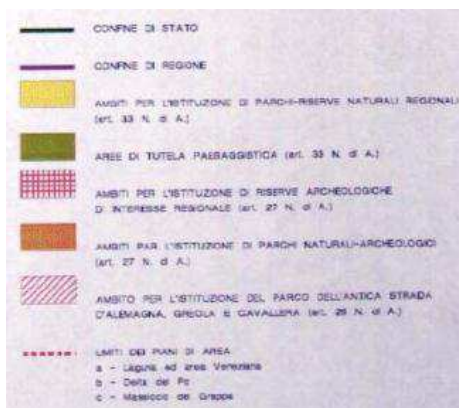 CONFINE DI STATO
CONFINE DI REGIONE
AMBITI PER L'ISTITUZIONE DI PARCHI-RISERVE NATURALI REGIONALI
(art. 33 N. di A.)
AREE DI TUTELA PAESAGGISTICA (art. 33 N. di A.)
AMBITI PER L'ISTITUZIONE DI RISERVE ARCHEOLOGICHE
DI INTERESSE REGIONALE (art. 27 N. di A.)
AMBITI PAR L'ISTITUZIONE DI PARCHI NATURALI-ARCHEOLOGICI
(art. 27 N. di A.)
AMBITO PER L'ISTITUZIONE DEL PARCO DELL'ANTICA STRADA
D'ALEMAGNA, GREOLA E CAVALLERA (art. 26 N. di A.)
LIMITI DEI PIANI DI AREA
a - Laguna ed area Veneziana
b - Delta del Po
c - Massiccio del Grappa